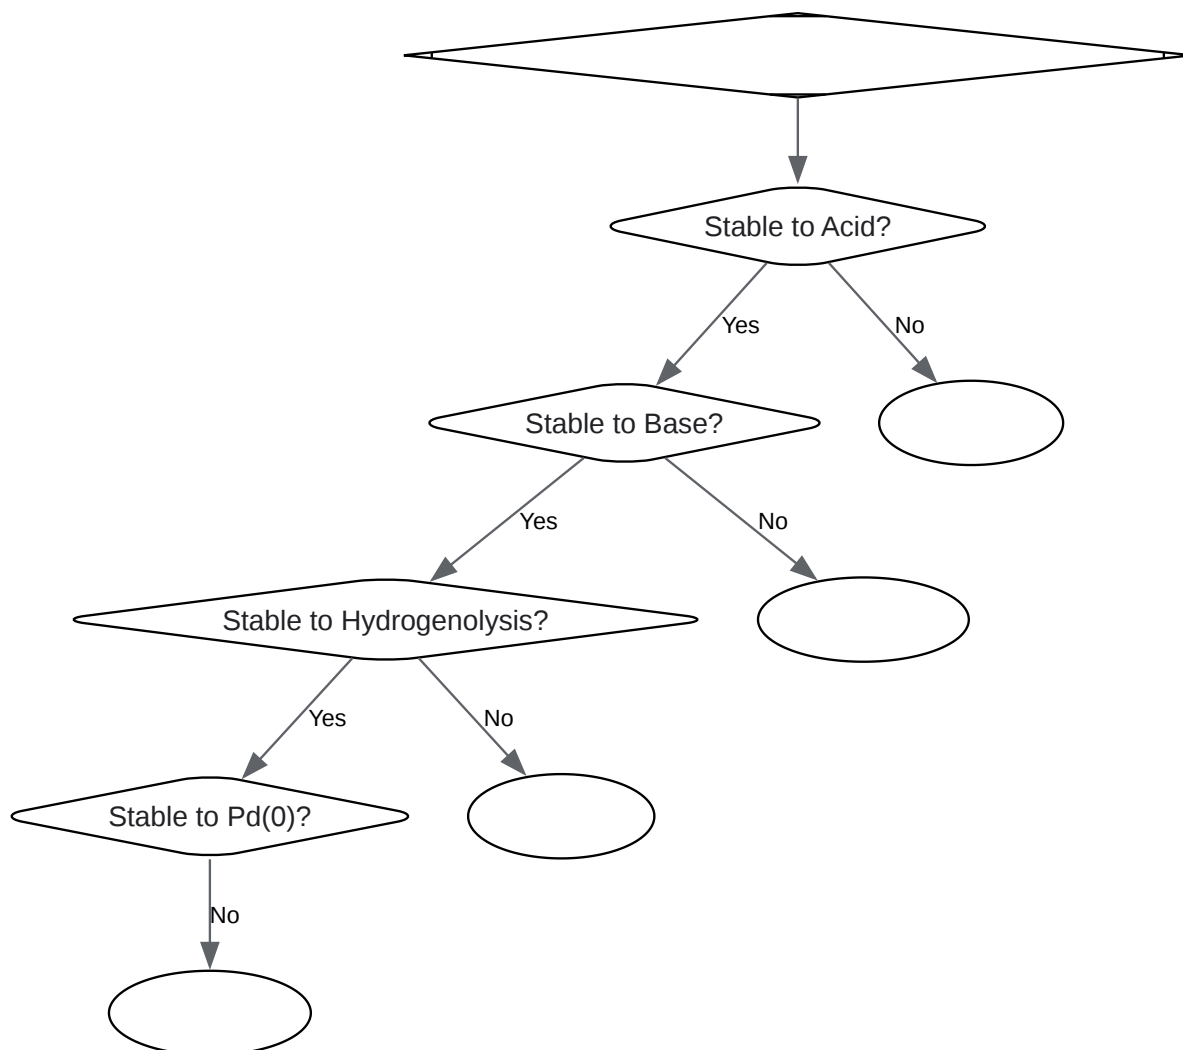 Stable to Acid?
Yes
No
Stable to Base?
Yes
No
Stable to Hydrogenolysis?
Yes
No
Stable to Pd(0)?
No